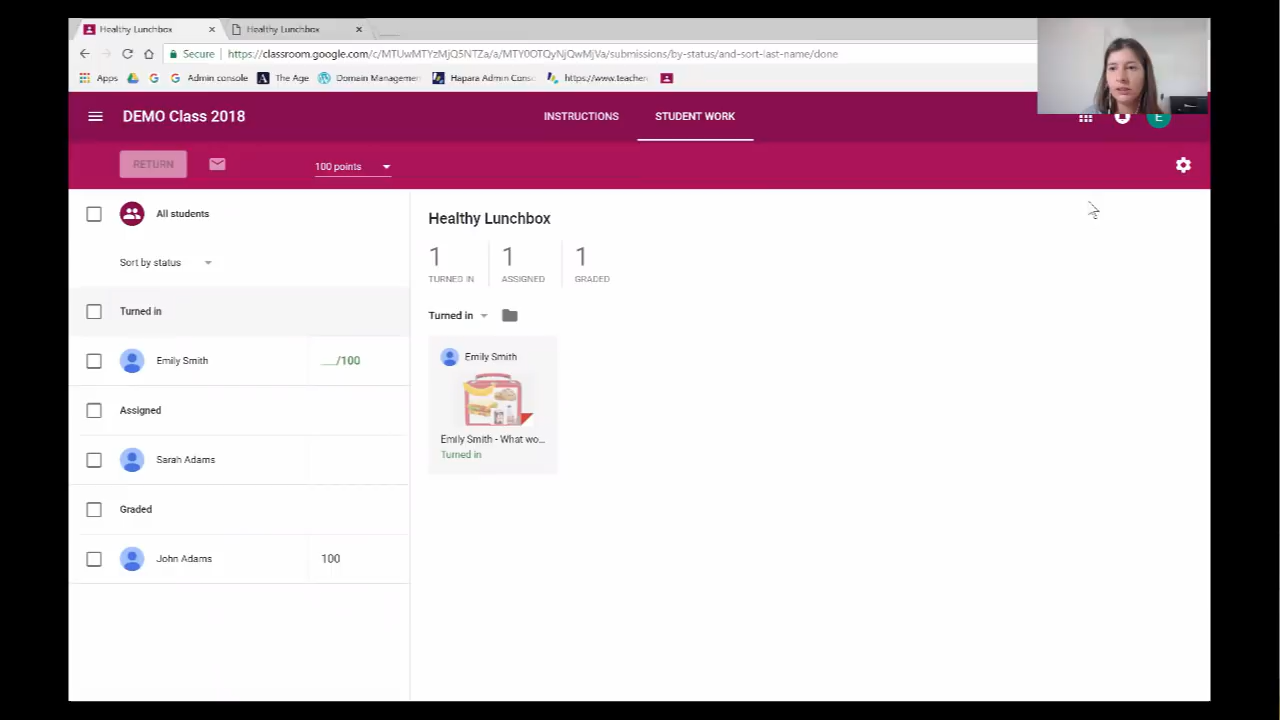 Healthy Lunchbox
Healthy Lunchbox
Secure https://classroom.google.com/c/MTUwMTYzMjQ5NTZa/a/MTY0OTQyNjQwMjVa/submissions/by-status/and-sort-last-name/done
Apps
Admin console
The Age
Domain Managemen
Hapara Admin Conso
https://www.teacher
DEMO Class 2018
INSTRUCTIONS
STUDENT WORK
E
RETURN
100 points
All students
Sort by status
Turned in
Emily Smith
__/100
Assigned
Sarah Adams
Graded
John Adams
100
Healthy Lunchbox
1 1 1
TURNED IN ASSIGNED GRADED
Turned in
Emily Smith
Emily Smith - What wo...
Turned in